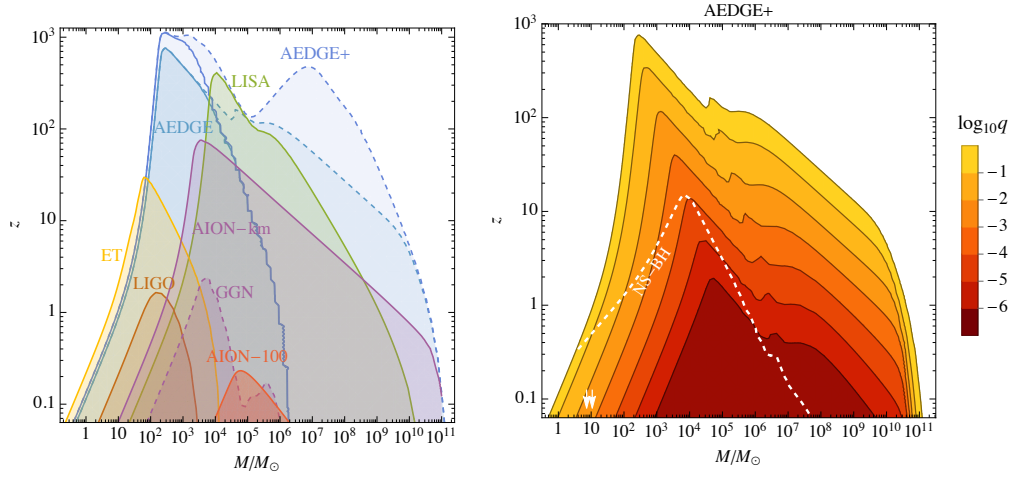 AEDGE+
10³
10²
10
1
0.1
z
AEDGE+
LISA
AEDGE
AION−km
ET
LIGO
GGN
AION−100
1 10 10² 10³ 10⁴ 10⁵ 10⁶ 10⁷ 10⁸ 10⁹ 10¹⁰ 10¹¹
M/M⊙
10³
10²
10
1
0.1
z
NS−BH
1 10 10² 10³ 10⁴ 10⁵ 10⁶ 10⁷ 10⁸ 10⁹ 10¹⁰ 10¹¹
M/M⊙
log₁₀q
−1
−2
−3
−4
−5
−6